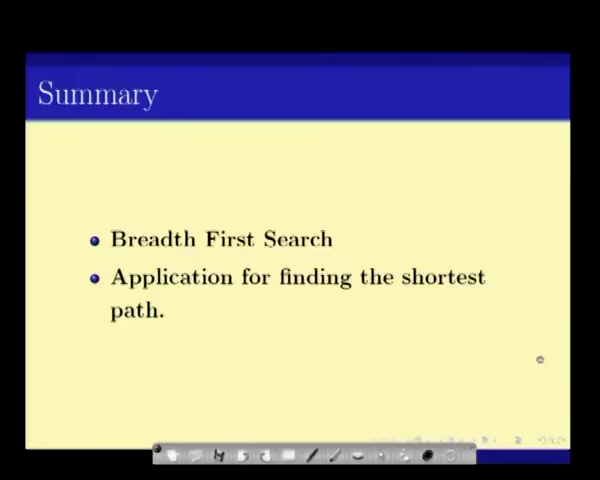 Summary
Breadth First Search
Application for finding the shortest
path.